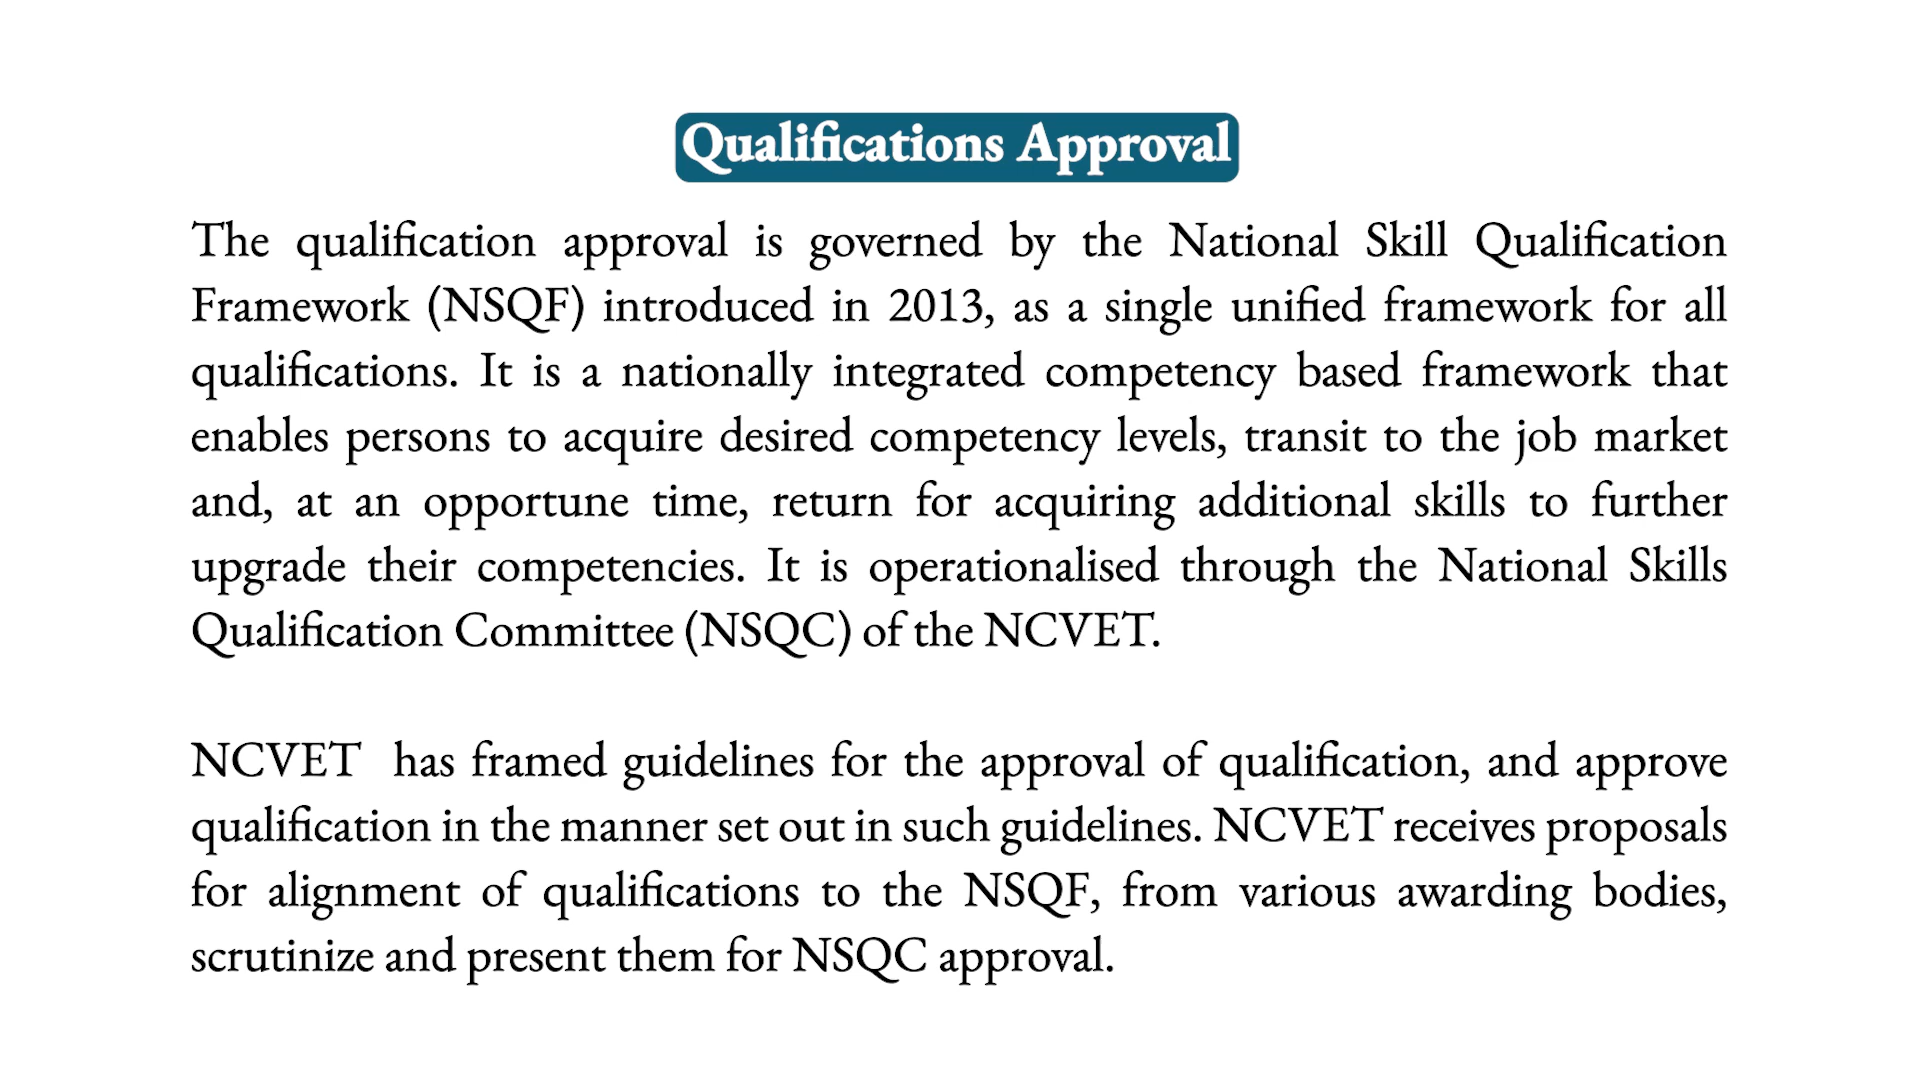 Qualifications Approval
The qualification approval is governed by the National Skill Qualification
Framework (NSQF) introduced in 2013, as a single unified framework for all
qualifications. It is a nationally integrated competency based framework that
enables persons to acquire desired competency levels, transit to the job market
and, at an opportune time, return for acquiring additional skills to further
upgrade their competencies. It is operationalised through the National Skills
Qualification Committee (NSQC) of the NCVET.
NCVET has framed guidelines for the approval of qualification, and approve
qualification in the manner set out in such guidelines. NCVET receives proposals
for alignment of qualifications to the NSQF, from various awarding bodies,
scrutinize and present them for NSQC approval.